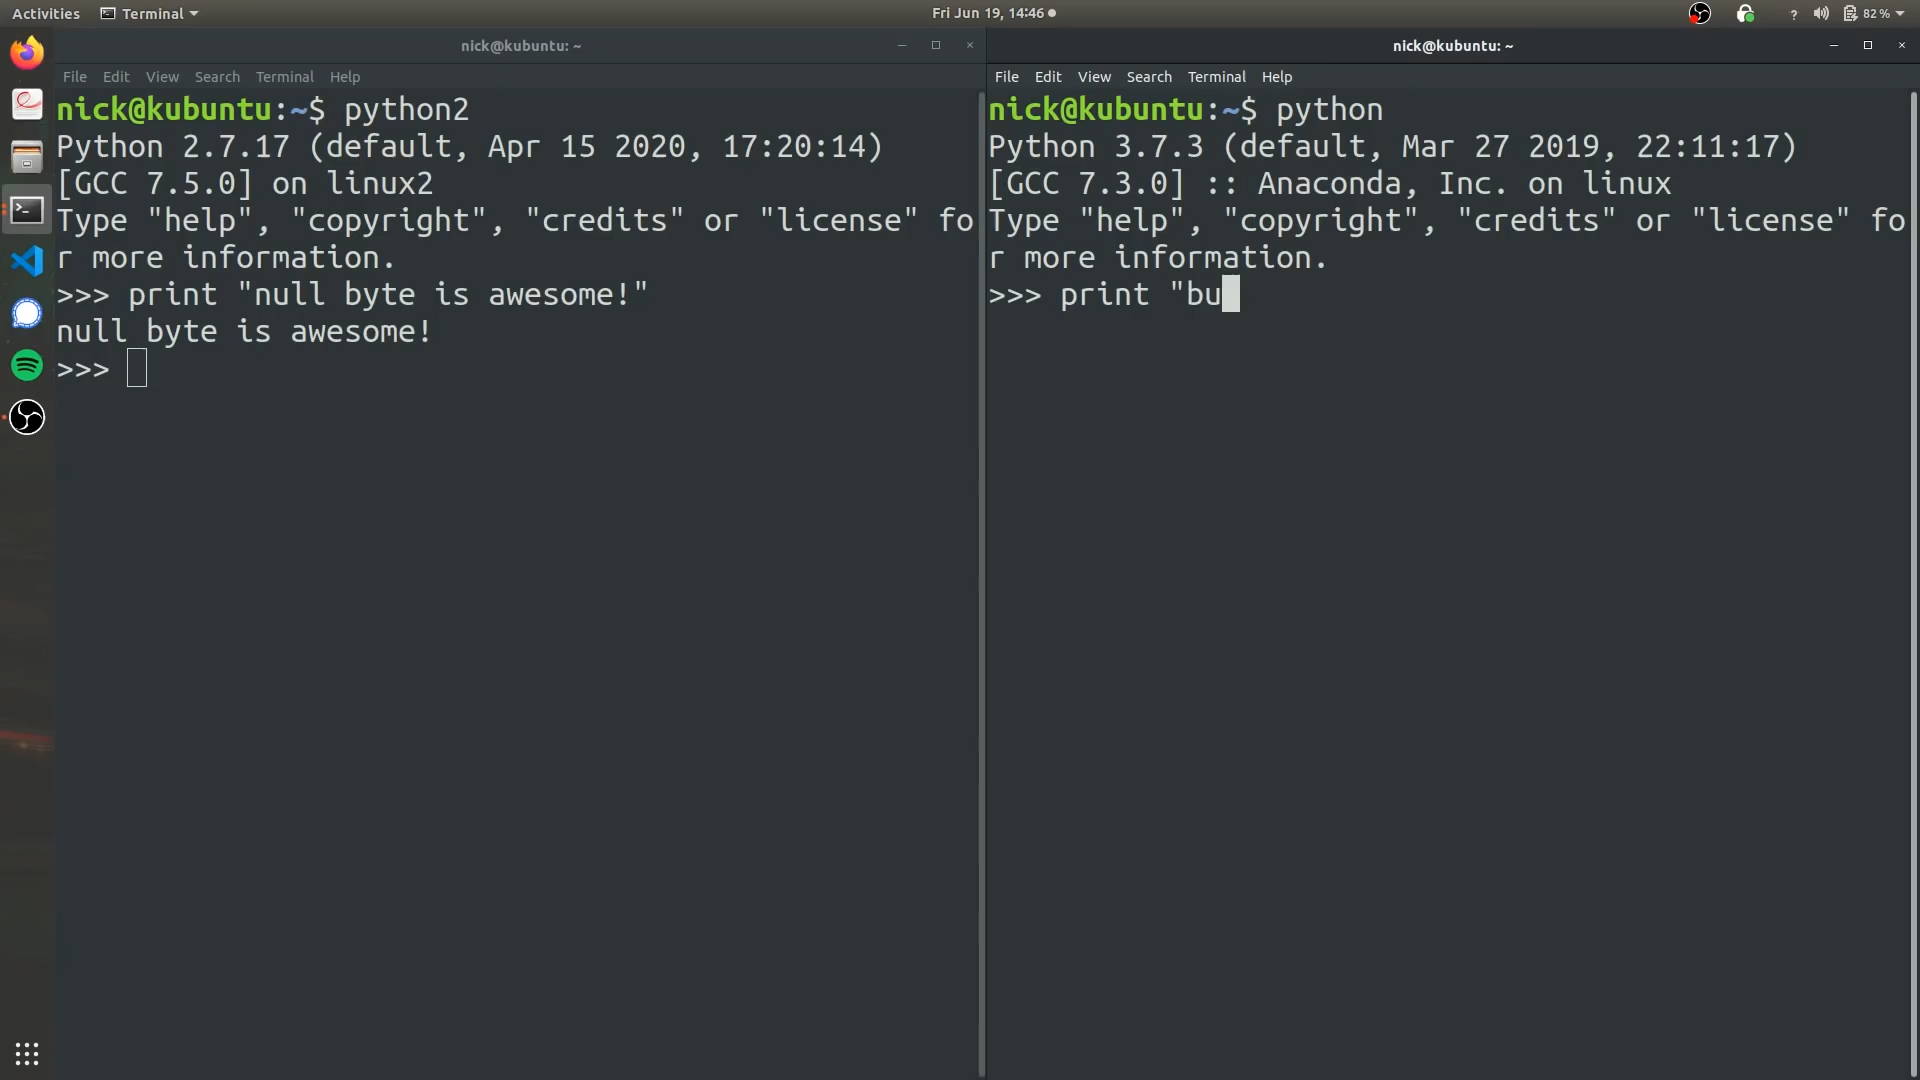 Activities Terminal Fri Jun 19, 14:46 ? 82 %
nick@kubuntu: ~
File Edit View Search Terminal Help
nick@kubuntu:~$ python2
Python 2.7.17 (default, Apr 15 2020, 17:20:14)
[GCC 7.5.0] on linux2
Type "help", "copyright", "credits" or "license" fo
r more information.
>>> print "null byte is awesome!"
null byte is awesome!
>>>
nick@kubuntu: ~
File Edit View Search Terminal Help
nick@kubuntu:~$ python
Python 3.7.3 (default, Mar 27 2019, 22:11:17)
[GCC 7.3.0] :: Anaconda, Inc. on linux
Type "help", "copyright", "credits" or "license" fo
r more information.
>>> print "bu